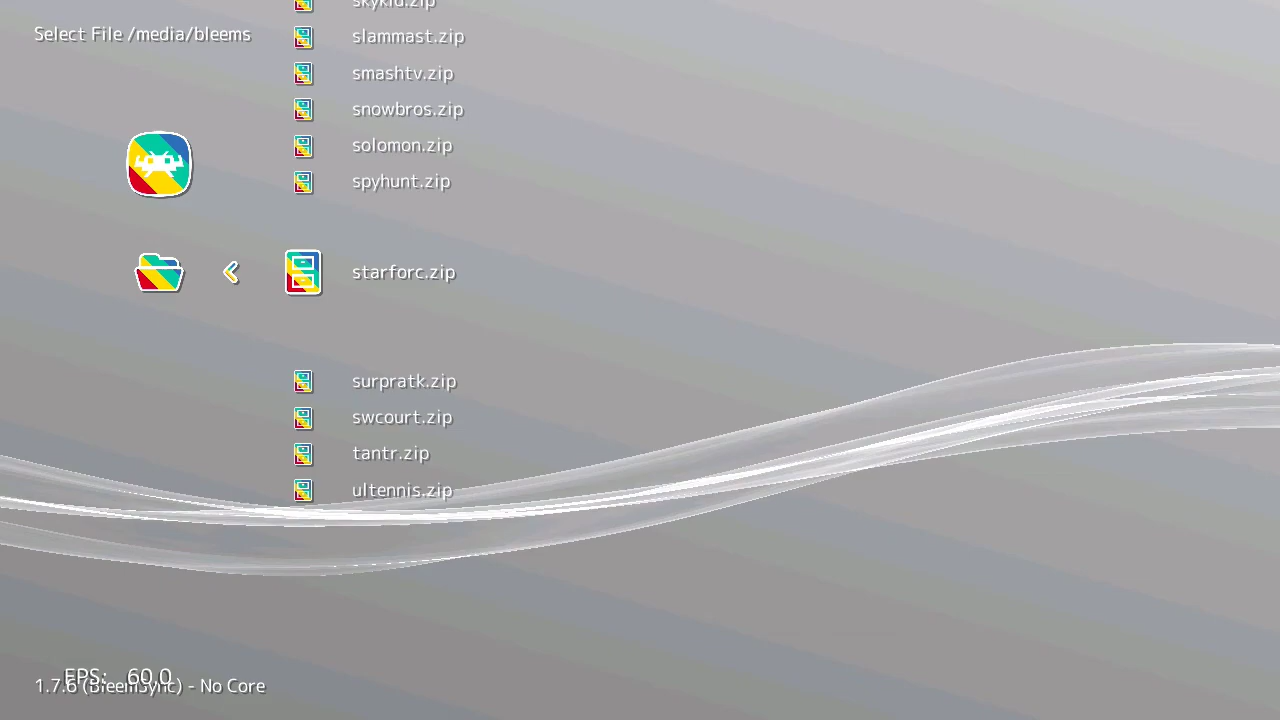 skykid.zip
Select File /media/bleems
slammast.zip
smashtv.zip
snowbros.zip
solomon.zip
spyhunt.zip
starforc.zip
surpratk.zip
swcourt.zip
tantr.zip
ultennis.zip
FPS: 60.0
1.7.6 (BleemSync) - No Core